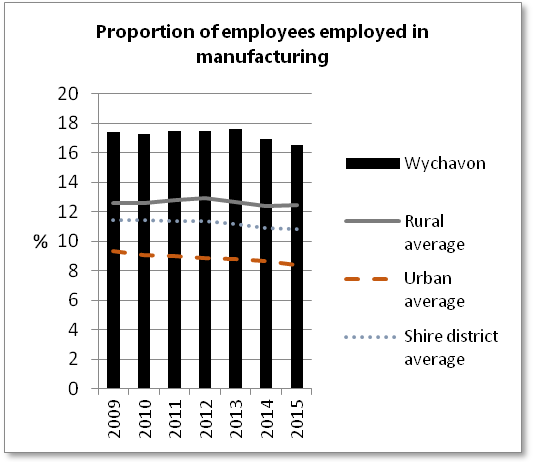 Proportion of employees employed in
manufacturing
20
18
16
14
12
10
8
6
4
2
0
%
2009
2010
2011
2012
2013
2014
2015
Wychavon
Rural
average
Urban
average
Shire district
average